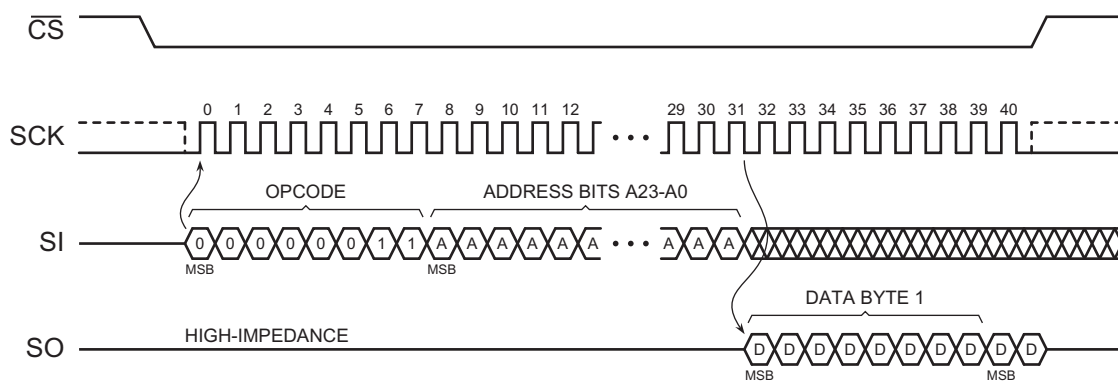 CS
0 1 2 3 4 5 6 7 8 9 10 11 12 29 30 31 32 33 34 35 36 37 38 39 40
SCK
OPCODE ADDRESS BITS A23-A0
SI 0 0 0 0 0 0 1 1 A A A A A A A A A
MSB MSB
DATA BYTE 1
SO HIGH-IMPEDANCE D D D D D D D D D D
MSB MSB